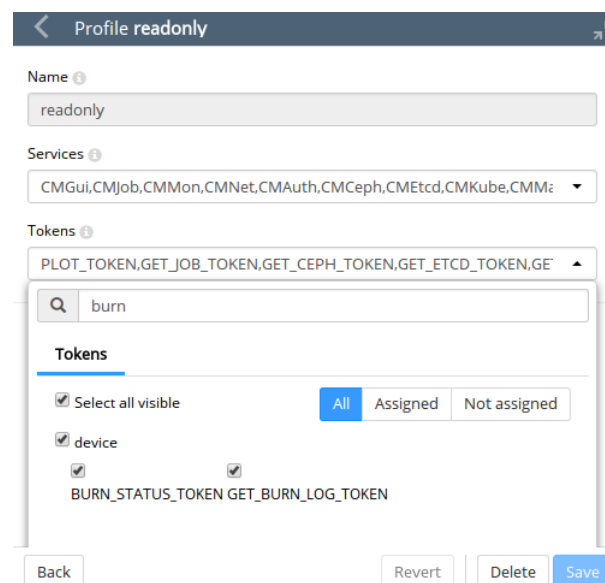 Profile readonly
Name
readonly
Services
CMGui,CMJob,CMMon,CMNet,CMAuth,CMCeph,CMEtcd,CMKube,CMMa
Tokens
PLOT_TOKEN,GET_JOB_TOKEN,GET_CEPH_TOKEN,GET_ETCD_TOKEN,GET
burn
Tokens
Select all visible All Assigned Not assigned
device
BURN_STATUS_TOKEN GET_BURN_LOG_TOKEN
Back Revert Delete Save